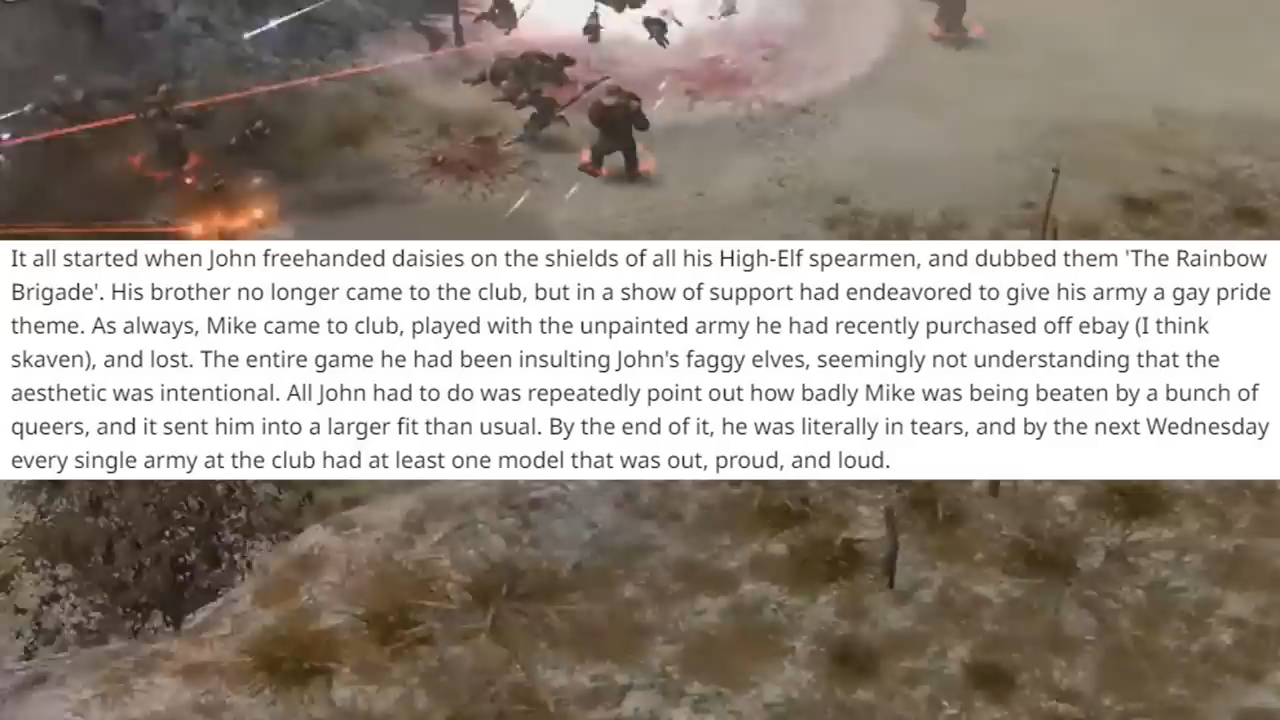 It all started when John freehanded daisies on the shields of all his High-Elf spearmen, and dubbed them 'The Rainbow
Brigade'. His brother no longer came to the club, but in a show of support had endeavored to give his army a gay pride
theme. As always, Mike came to club, played with the unpainted army he had recently purchased off ebay (I think
skaven), and lost. The entire game he had been insulting John's faggy elves, seemingly not understanding that the
aesthetic was intentional. All John had to do was repeatedly point out how badly Mike was being beaten by a bunch of
queers, and it sent him into a larger fit than usual. By the end of it, he was literally in tears, and by the next Wednesday
every single army at the club had at least one model that was out, proud, and loud.